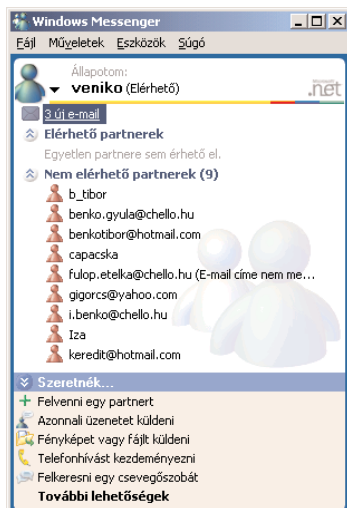 Windows Messenger
Fájl Műveletek Eszközök Súgó
Állapotom:
veniko (Elérhető)
Microsoft
.net
3 új e-mail
Elérhető partnerek
Egyetlen partnere sem érhető el.
Nem elérhető partnerek (9)
b_tibor
benko.gyula@chello.hu
benkotibor@hotmail.com
capacska
fulop.etelka@chello.hu (E-mail címe nem me...
gigorcs@yahoo.com
i.benko@chello.hu
Iza
keredit@hotmail.com
Szeretnék...
Felvenni egy partnert
Azonnali üzenetet küldeni
Fényképet vagy fájlt küldeni
Telefonhívást kezdeményezni
Felkeresni egy csevegőszobát
További lehetőségek